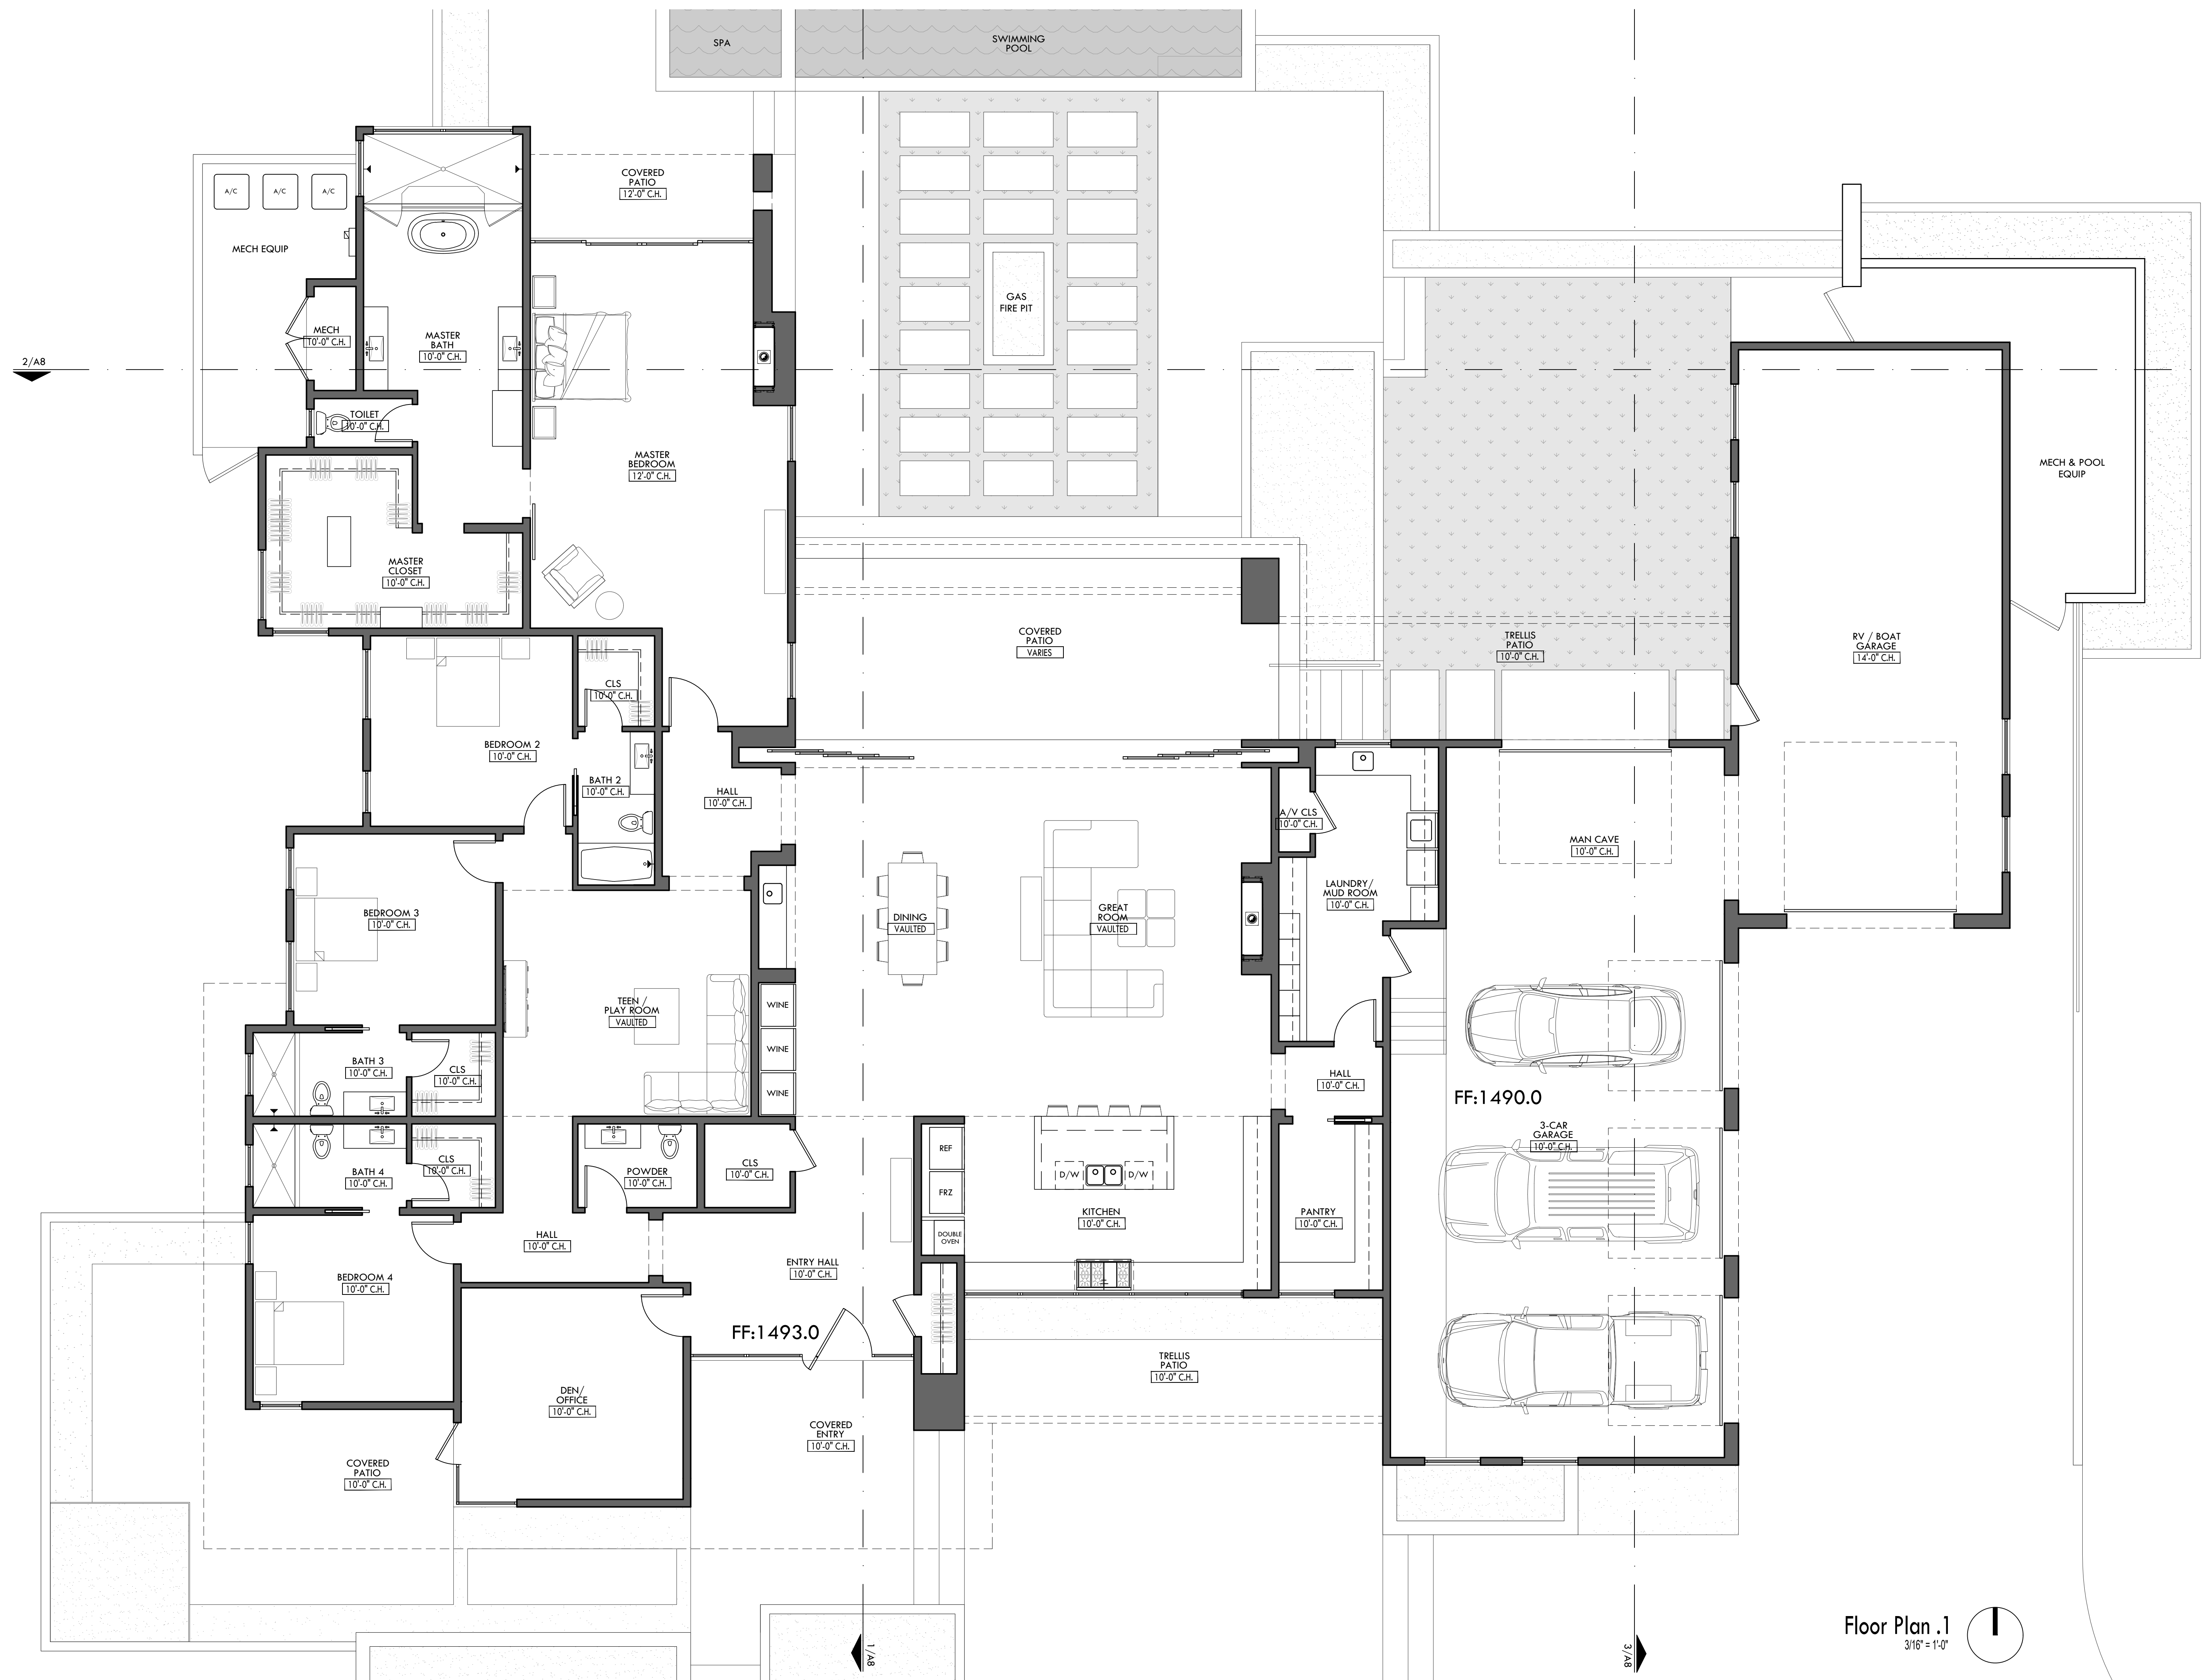 SPA
SWIMMING
POOL
A/C
A/C
A/C
COVERED
PATIO
12'-0" C.H.
MECH EQUIP
GAS
FIRE PIT
MECH
10'-0" C.H.
MASTER
BATH
10'-0" C.H.
2/A8
TOILET
10'-0" C.H.
MASTER
BEDROOM
12'-0" C.H.
MECH & POOL
EQUIP
MASTER
CLOSET
10'-0" C.H.
COVERED
PATIO
VARIES
TRELLIS
PATIO
10'-0" C.H.
RV / BOAT
GARAGE
14'-0" C.H.
CLS
10'-0" C.H.
BEDROOM 2
10'-0" C.H.
BATH 2
10'-0" C.H.
HALL
10'-0" C.H.
A/V CLS
10'-0" C.H.
MAN CAVE
10'-0" C.H.
LAUNDRY/
MUD ROOM
10'-0" C.H.
BEDROOM 3
10'-0" C.H.
DINING
VAULTED
GREAT
ROOM
VAULTED
TEEN /
PLAY ROOM
VAULTED
WINE
WINE
WINE
BATH 3
10'-0" C.H.
CLS
10'-0" C.H.
HALL
10'-0" C.H.
FF:1490.0
3-CAR
GARAGE
10'-0" C.H.
BATH 4
10'-0" C.H.
CLS
10'-0" C.H.
POWDER
10'-0" C.H.
CLS
10'-0" C.H.
REF
FRZ
DOUBLE
OVEN
D/W
D/W
KITCHEN
10'-0" C.H.
PANTRY
10'-0" C.H.
HALL
10'-0" C.H.
ENTRY HALL
10'-0" C.H.
BEDROOM 4
10'-0" C.H.
FF:1493.0
TRELLIS
PATIO
10'-0" C.H.
DEN/
OFFICE
10'-0" C.H.
COVERED
ENTRY
10'-0" C.H.
COVERED
PATIO
10'-0" C.H.
1/A8
3/A8
Floor Plan .1
3/16" = 1'-0"